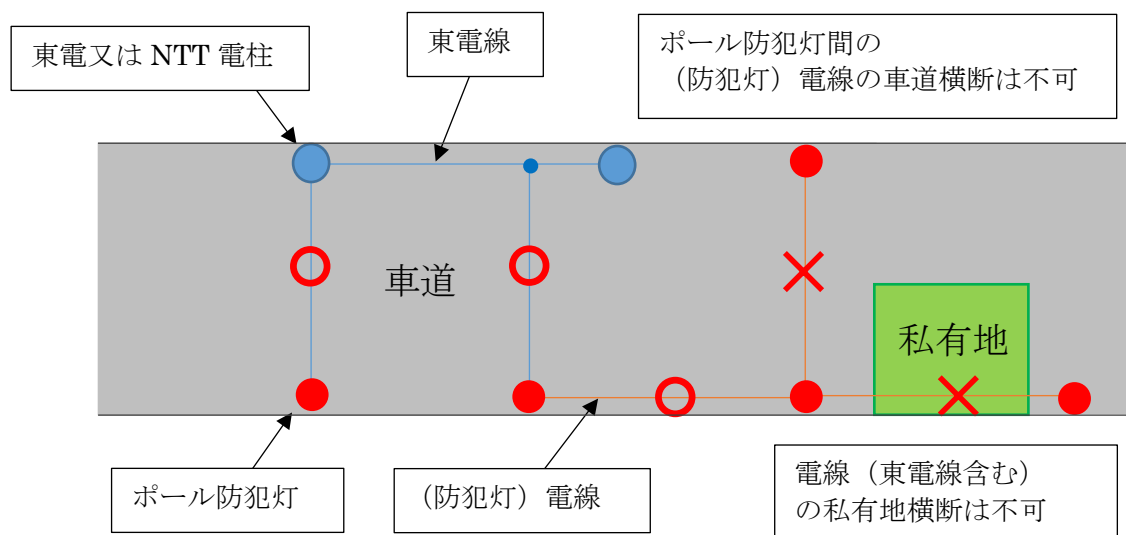 東電又は NTT 電柱
東電線
ポール防犯灯間の
（防犯灯）電線の車道横断は不可
車道
私有地
ポール防犯灯
（防犯灯）電線
電線（東電線含む）
の私有地横断は不可